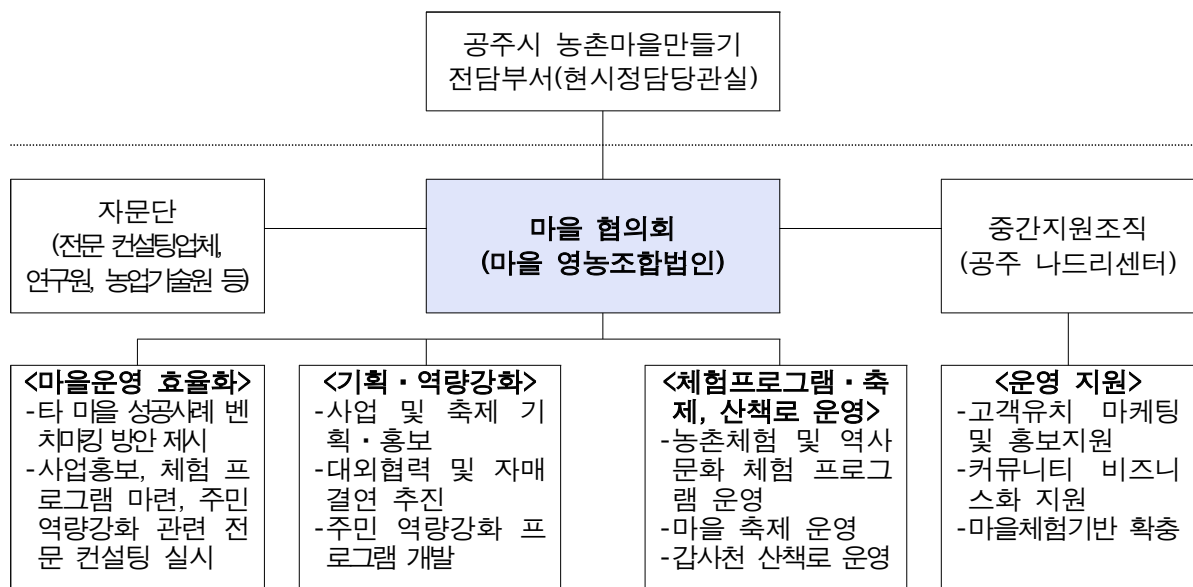 공주시 농촌마을만들기
전담부서(현시정담당관실)
자문단
(전문 컨설팅업체,
연구원, 농업기술원 등)
마을 협의회
(마을 영농조합법인)
중간지원조직
(공주 나드리센터)
<마을운영 효율화>
-타 마을 성공사례 벤
치마킹 방안 제시
-사업홍보, 체험 프
로그램 마련, 주민
역량강화 관련 전
문 컨설팅 실시
<기획・역량강화>
-사업 및 축제 기
획・홍보
-대외협력 및 자매
결연 추진
-주민 역량강화 프
로그램 개발
<체험프로그램・축
제, 산책로 운영>
-농촌체험 및 역사
문화 체험 프로그
램 운영
-마을 축제 운영
-갑사천 산책로 운영
<운영 지원>
-고객유치 마케팅
및 홍보지원
-커뮤니티 비즈니
스화 지원
-마을체험기반 확충